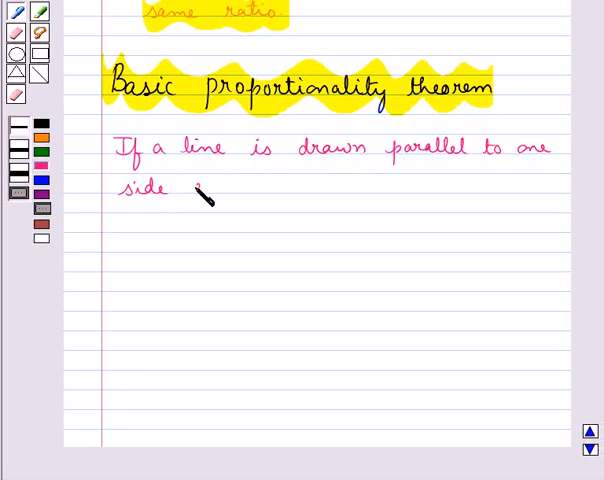 same ratio.
Basic proportionality theorem
If a line is drawn parallel to one
side